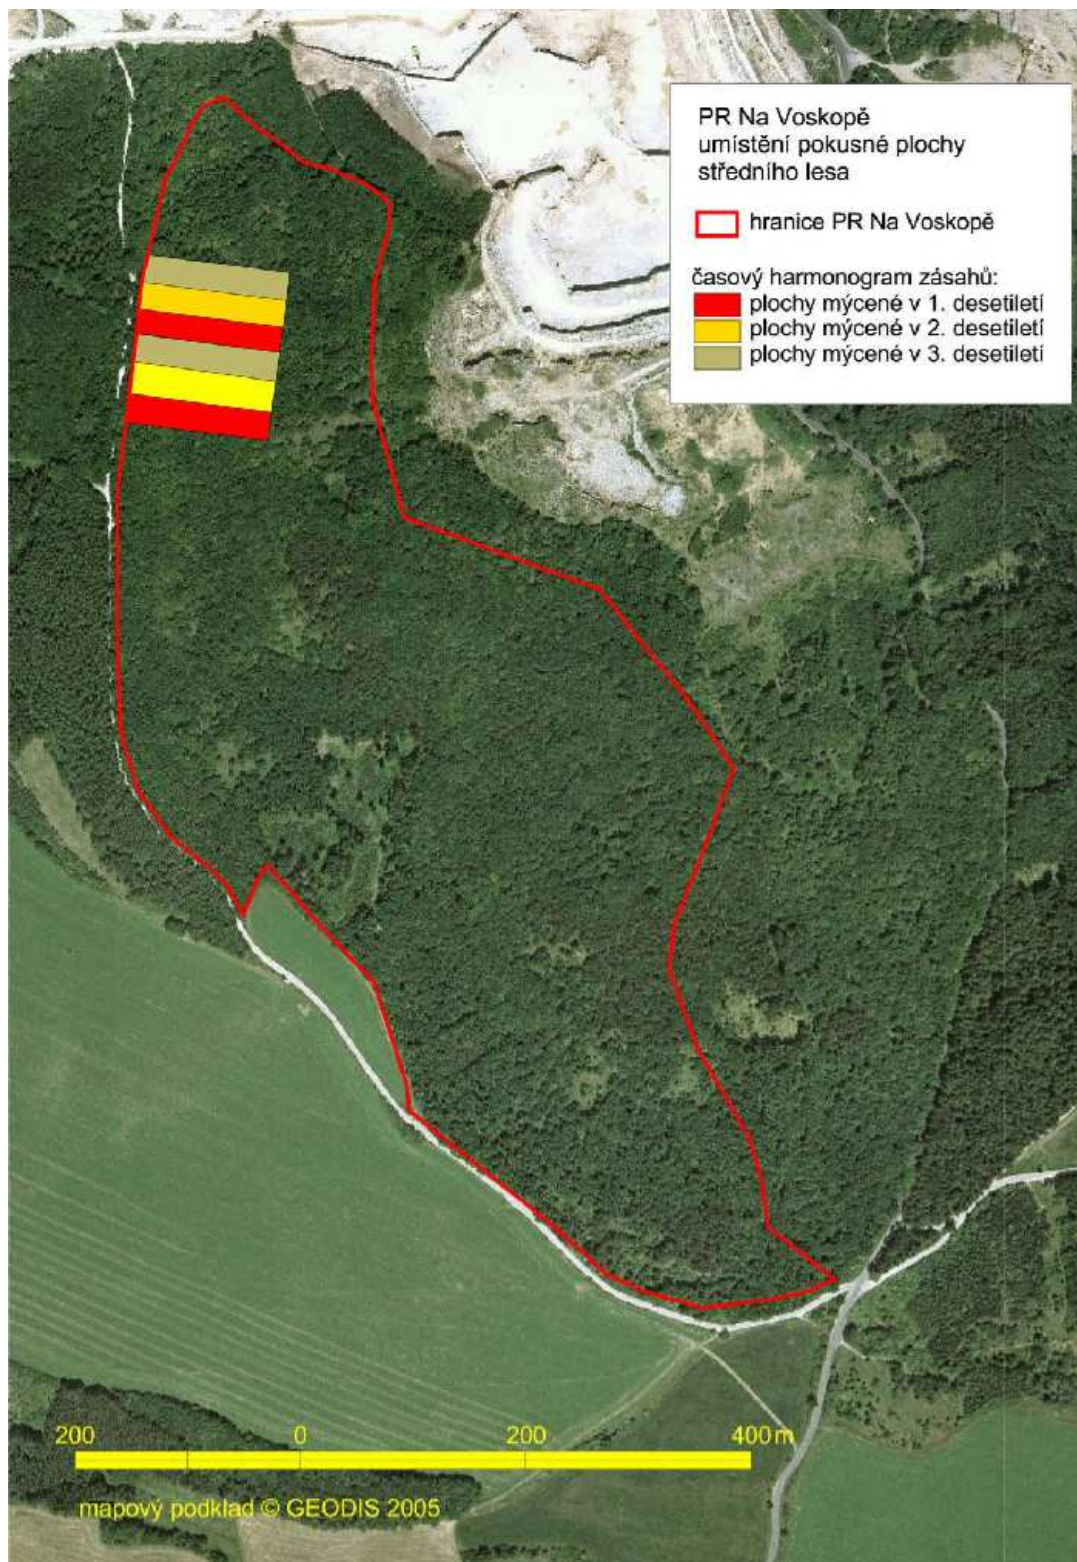 PR Na Voskopě
umístění pokusné plochy
středního lesa
hranice PR Na Voskopě
časový harmonogram zásahů:
plochy mýcené v 1. desetiletí
plochy mýcené v 2. desetiletí
plochy mýcené v 3. desetiletí
200 0 200 400m
mapový podklad © GEODIS 2005